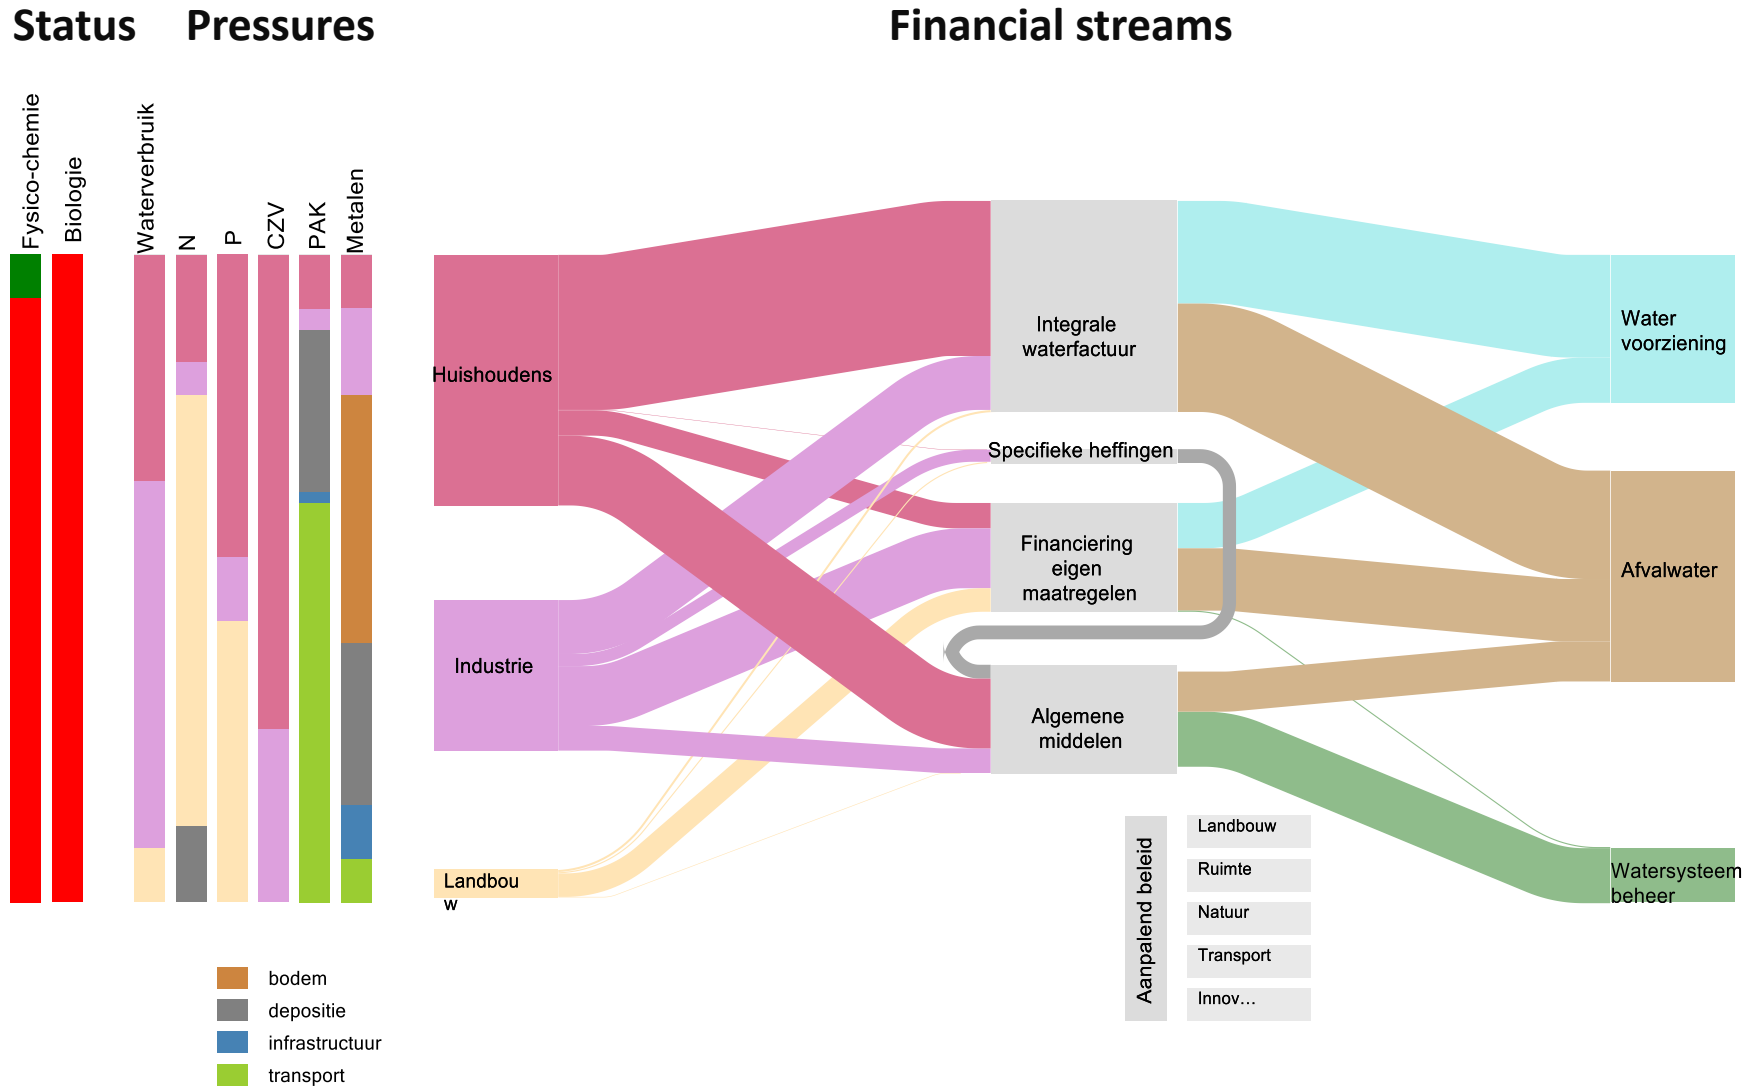 Status
Pressures
Financial streams
Fysico-chemie
Biologie
Waterverbruik
N
P
CZV
PAK
Metalen
Huishoudens
Industrie
Landbou
w
Integrale
waterfactuur
Specifieke heffingen
Financiering
eigen
maatregelen
Algemene
middelen
Water
voorziening
Afvalwater
Watersysteem
beheer
Aanpalend beleid
Landbouw
Ruimte
Natuur
Transport
Innov…
bodem
depositie
infrastructuur
transport